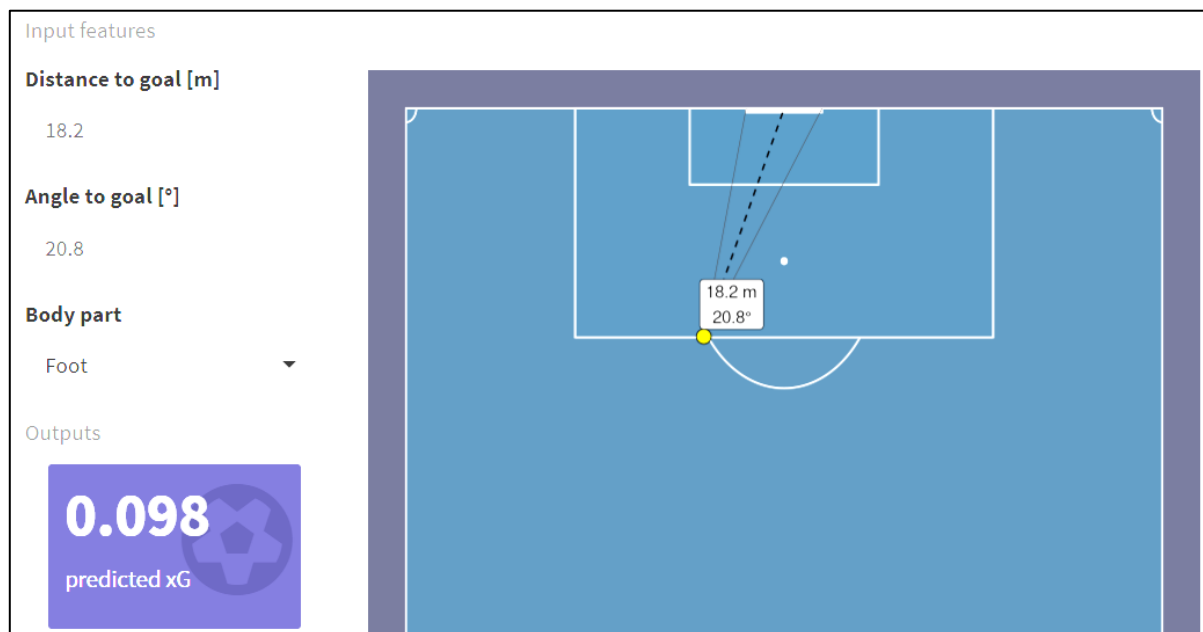 Input features
Distance to goal [m]
18.2
Angle to goal [°]
20.8
Body part
Foot
Outputs
0.098
predicted xG
18.2 m
20.8°